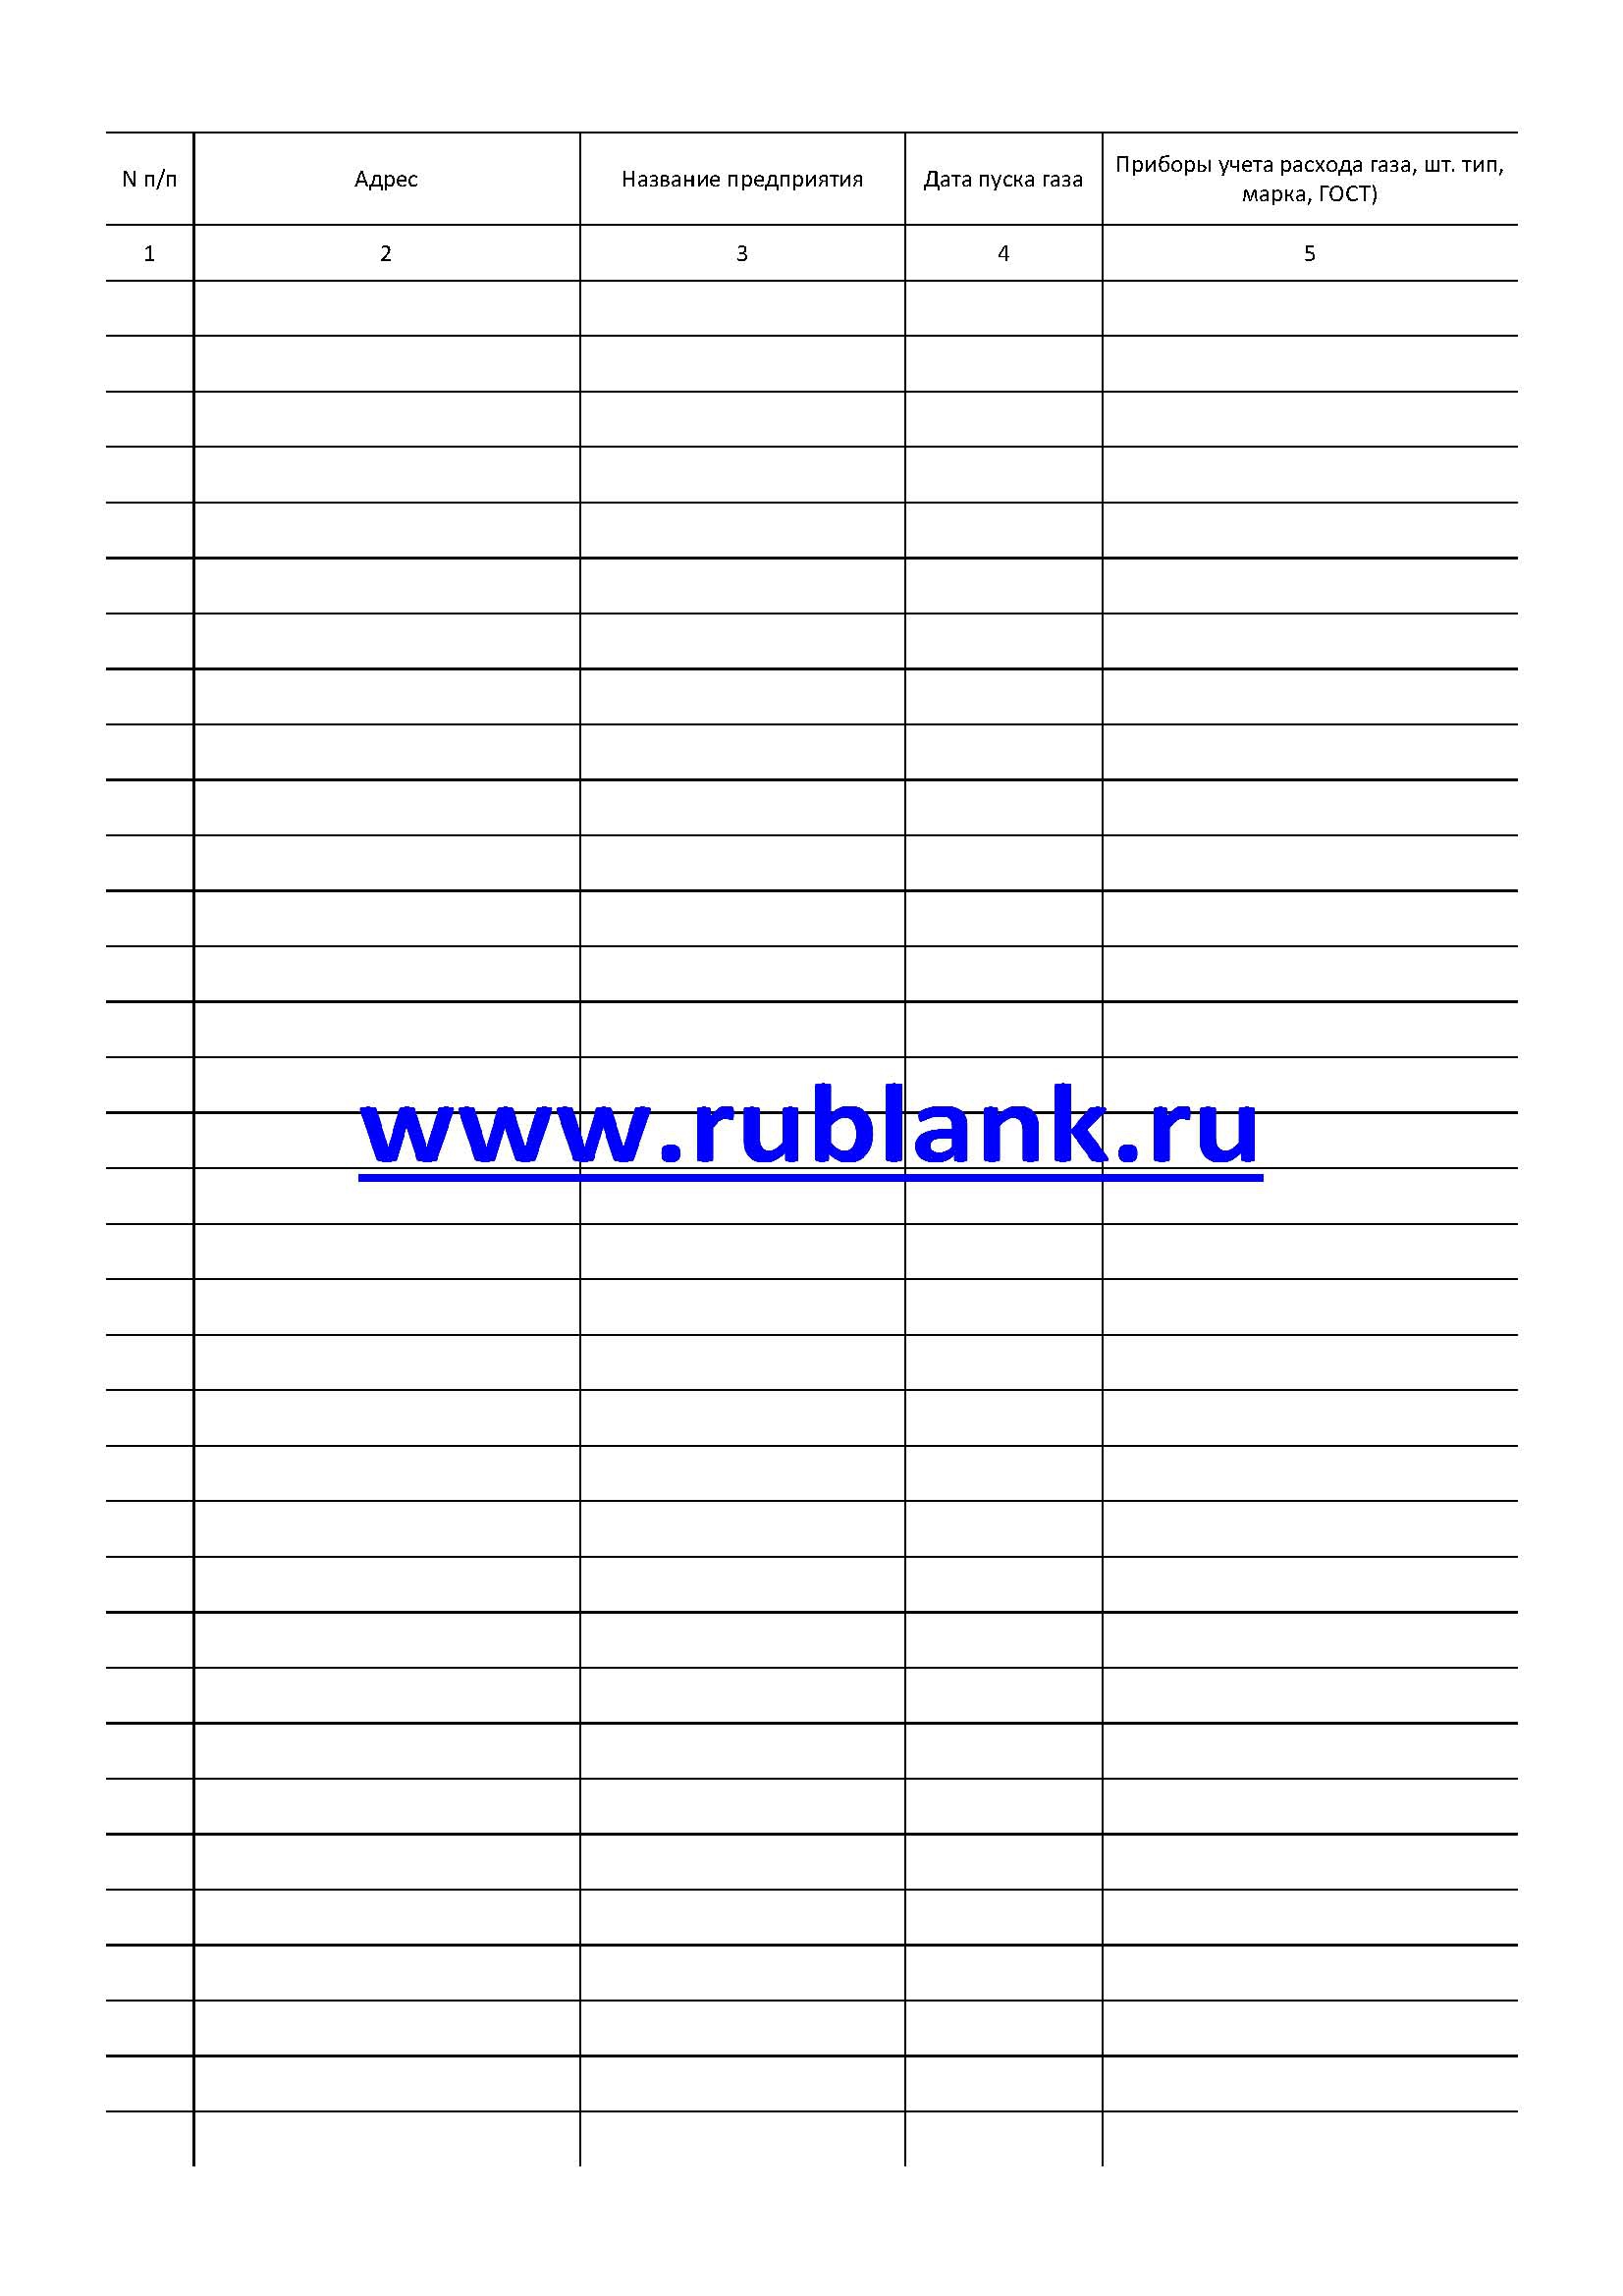 N п/п
Адрес
Название предприятия
Дата пуска газа
Приборы учета расхода газа, шт. тип,
марка, ГОСТ)
1
2
3
4
5
www.rublank.ru